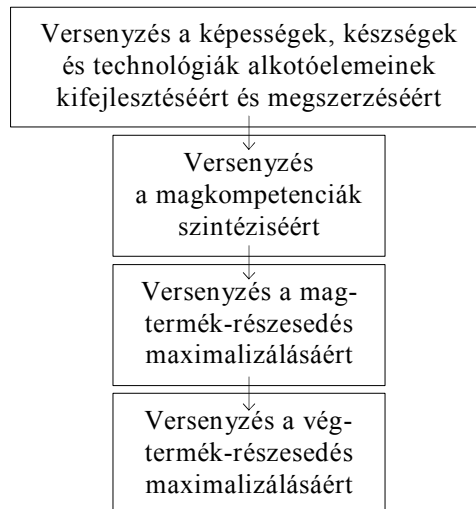 Versenyzés a képességek, készségek
és technológiák alkotóelemeinek
kifejlesztéséért és megszerzéséért
Versenyzés
a magkompetenciák
szintéziséért
Versenyzés a mag-
termék-részesedés
maximalizálásáért
Versenyzés a vég-
termék-részesedés
maximalizálásáért